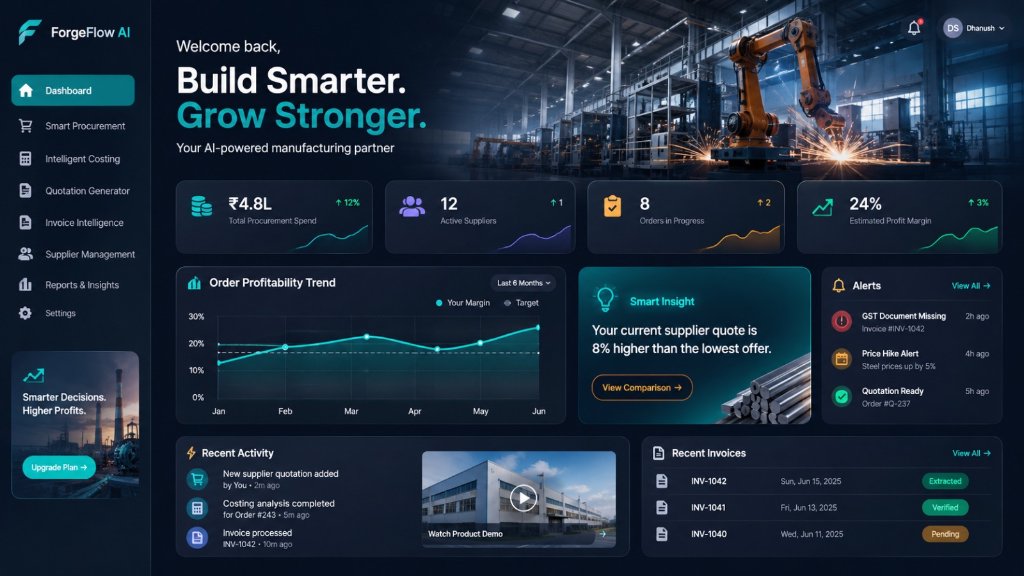 ForgeFlow AI
Dashboard
Smart Procurement
Intelligent Costing
Quotation Generator
Invoice Intelligence
Supplier Management
Reports & Insights
Settings
Smarter Decisions.
Higher Profits.
Upgrade Plan →
DS
Dhanush
Welcome back,
Build Smarter.
Grow Stronger.
Your AI-powered manufacturing partner
₹4.8L
↑ 12%
Total Procurement Spend
12
↑ 1
Active Suppliers
8
↑ 2
Orders in Progress
24%
↑ 3%
Estimated Profit Margin
Order Profitability Trend
Last 6 Months
Your Margin
Target
30%
20%
10%
0%
Jan Feb Mar Apr May Jun
Smart Insight
Your current supplier quote is
8% higher than the lowest offer.
View Comparison →
Alerts
View All →
GST Document Missing
2h ago
Invoice #INV-1042
Price Hike Alert
4h ago
Steel prices up by 5%
Quotation Ready
5h ago
Order #Q-237
Recent Activity
New supplier quotation added
by You • 2m ago
Costing analysis completed
for Order #243 • 5m ago
Invoice processed
INV-1042 • 10m ago
Watch Product Demo
→
Recent Invoices
View All →
INV-1042 Sun, Jun 15, 2025 Extracted
INV-1041 Fri, Jun 13, 2025 Verified
INV-1040 Wed, Jun 11, 2025 Pending